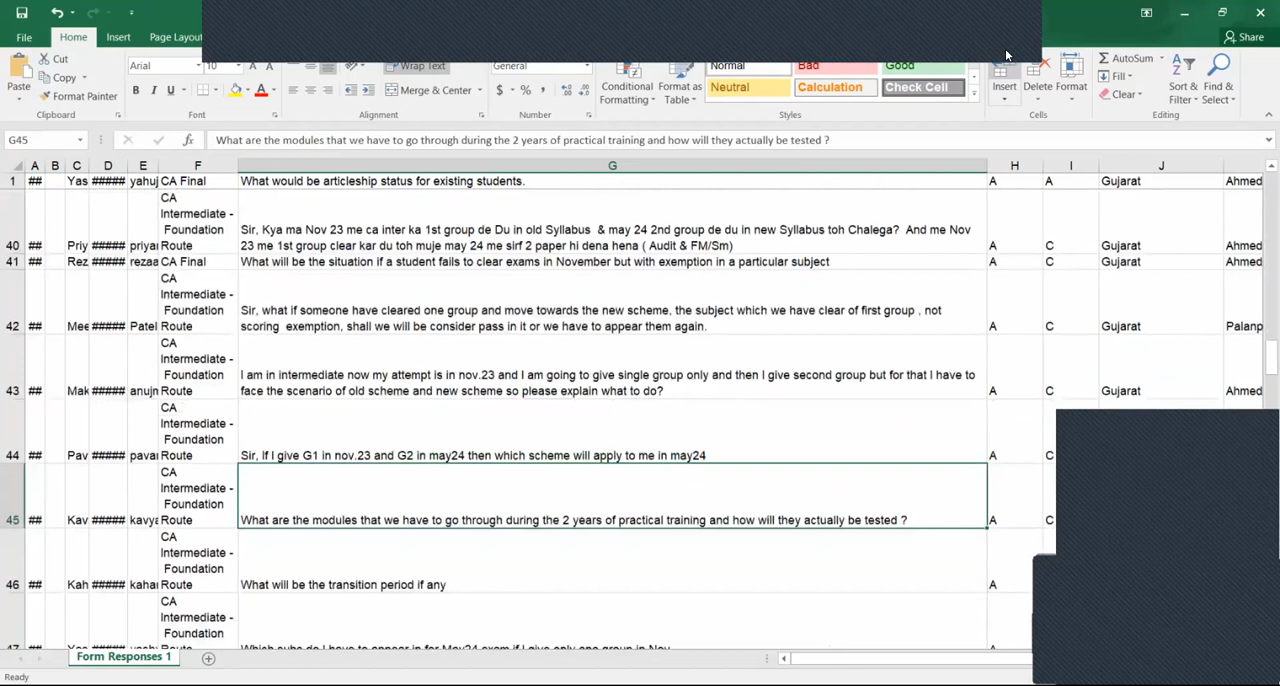 File Home Insert Page Layou Share
Cut
Copy
Format Painter
Paste
Clipboard
Arial 10
B I U
Font
Wrap Text
Merge & Center
Alignment
General
$ % ,
Number
Conditional Formatting
Format as Table
Normal Bad Good
Neutral Calculation Check Cell
Styles
Insert Delete Format
Cells
AutoSum
Fill
Clear
Sort & Filter
Find & Select
Editing
G45 fx What are the modules that we have to go through during the 2 years of practical training and how will they actually be tested ?
A B C D E F G H I J
1 ## Yas ##### yahuj CA Final What would be articleship status for existing students. A A Gujarat Ahmed
CA
Intermediate -
Foundation
Sir, Kya ma Nov 23 me ca inter ka 1st group de Du in old Syllabus & may 24 2nd group de du in new Syllabus toh Chalega? And me Nov
40 ## Priy ##### priyar Route 23 me 1st group clear kar du toh muje may 24 me sirf 2 paper hi dena hena ( Audit & FM/Sm) A C Gujarat Ahmed
41 ## Rez ##### rezaa CA Final What will be the situation if a student fails to clear exams in November but with exemption in a particular subject A C Gujarat Ahmed
CA
Intermediate -
Foundation
Sir, what if someone have cleared one group and move towards the new scheme, the subject which we have clear of first group , not
42 ## Mee ##### Patel Route scoring exemption, shall we will be consider pass in it or we have to appear them again. A C Gujarat Palanp
CA
Intermediate -
Foundation
I am in intermediate now my attempt is in nov.23 and I am going to give single group only and then I give second group but for that I have to
43 ## Mak ##### anujn Route face the scenario of old scheme and new scheme so please explain what to do? A C Gujarat Ahmed
CA
Intermediate -
Foundation
44 ## Pav ##### pavar Route Sir, If I give G1 in nov.23 and G2 in may24 then which scheme will apply to me in may24 A C
CA
Intermediate -
Foundation
45 ## Kav ##### kavya Route What are the modules that we have to go through during the 2 years of practical training and how will they actually be tested ? A C
CA
Intermediate -
Foundation
46 ## Kah ##### kahar Route What will be the transition period if any A
CA
Intermediate -
Foundation
Form Responses 1
Ready